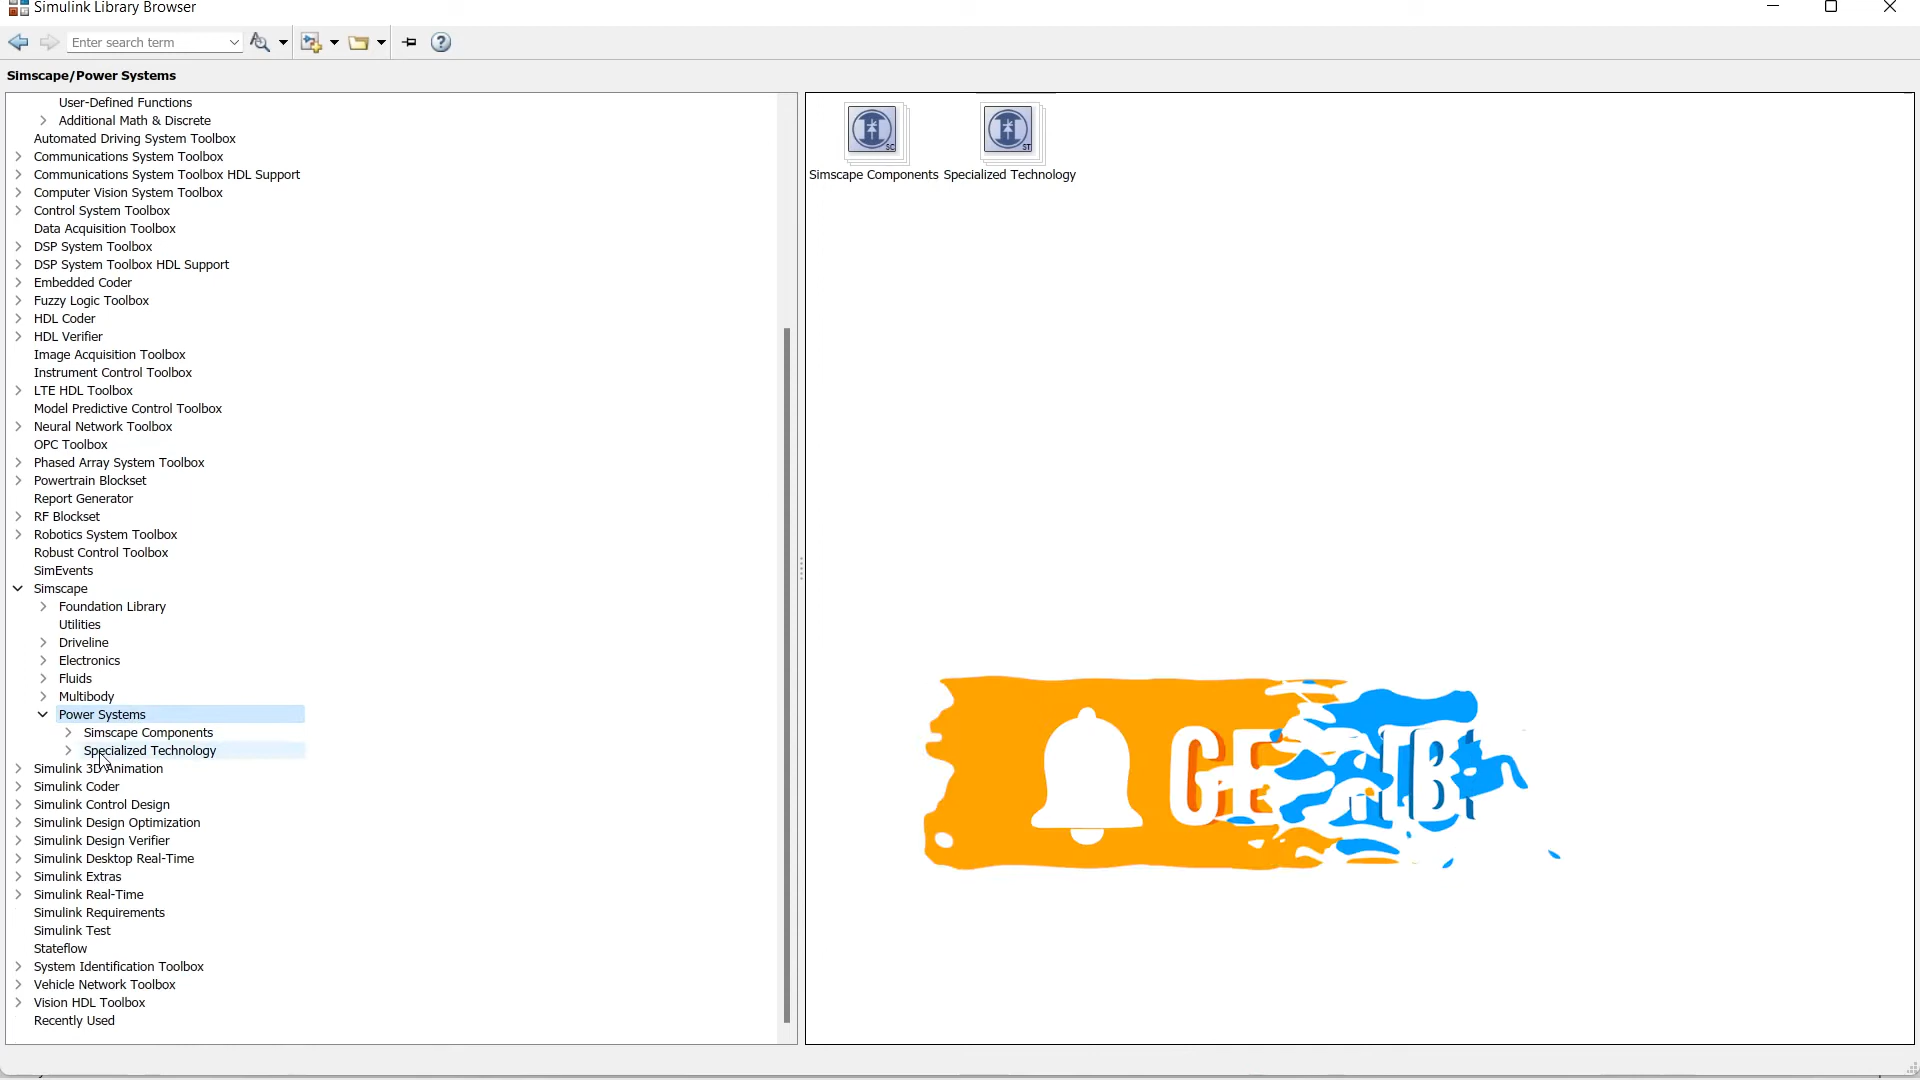 Simulink Library Browser
Enter search term
Simscape/Power Systems
User-Defined Functions
Additional Math & Discrete
Automated Driving System Toolbox
Communications System Toolbox
Communications System Toolbox HDL Support
Computer Vision System Toolbox
Control System Toolbox
Data Acquisition Toolbox
DSP System Toolbox
DSP System Toolbox HDL Support
Embedded Coder
Fuzzy Logic Toolbox
HDL Coder
HDL Verifier
Image Acquisition Toolbox
Instrument Control Toolbox
LTE HDL Toolbox
Model Predictive Control Toolbox
Neural Network Toolbox
OPC Toolbox
Phased Array System Toolbox
Powertrain Blockset
Report Generator
RF Blockset
Robotics System Toolbox
Robust Control Toolbox
SimEvents
Simscape
Foundation Library
Utilities
Driveline
Electronics
Fluids
Multibody
Power Systems
Simscape Components
Specialized Technology
Simulink 3D Animation
Simulink Coder
Simulink Control Design
Simulink Design Optimization
Simulink Design Verifier
Simulink Desktop Real-Time
Simulink Extras
Simulink Real-Time
Simulink Requirements
Simulink Test
Stateflow
System Identification Toolbox
Vehicle Network Toolbox
Vision HDL Toolbox
Recently Used
SC
ST
Simscape Components
Specialized Technology